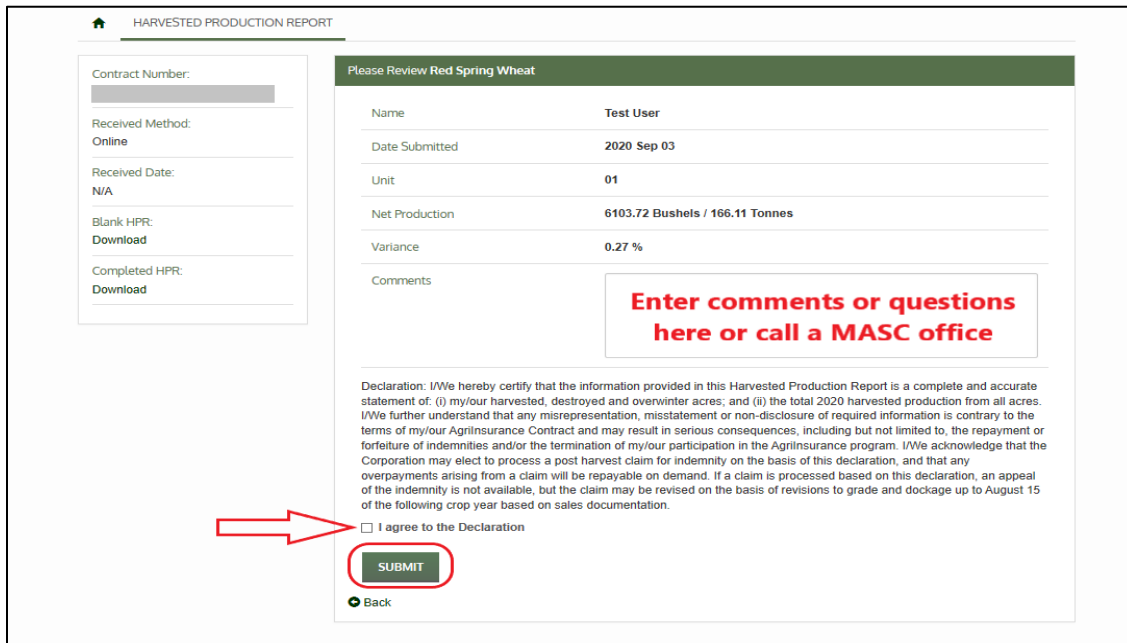 HARVESTED PRODUCTION REPORT
Contract Number:
Received Method:
Online
Received Date:
N/A
Blank HPR:
Download
Completed HPR:
Download
Please Review Red Spring Wheat
Name Test User
Date Submitted 2020 Sep 03
Unit 01
Net Production 6103.72 Bushels / 166.11 Tonnes
Variance 0.27 %
Comments
Enter comments or questions
here or call a MASC office
Declaration: I/We hereby certify that the information provided in this Harvested Production Report is a complete and accurate
statement of: (i) my/our harvested, destroyed and overwinter acres; and (ii) the total 2020 harvested production from all acres.
I/We further understand that any misrepresentation, misstatement or non-disclosure of required information is contrary to the
terms of my/our AgriInsurance Contract and may result in serious consequences, including but not limited to, the repayment or
forfeiture of indemnities and/or the termination of my/our participation in the AgriInsurance program. I/We acknowledge that the
Corporation may elect to process a post harvest claim for indemnity on the basis of this declaration, and that any
overpayments arising from a claim will be repayable on demand. If a claim is processed based on this declaration, an appeal
of the indemnity is not available, but the claim may be revised on the basis of revisions to grade and dockage up to August 15
of the following crop year based on sales documentation.
I agree to the Declaration
SUBMIT
Back